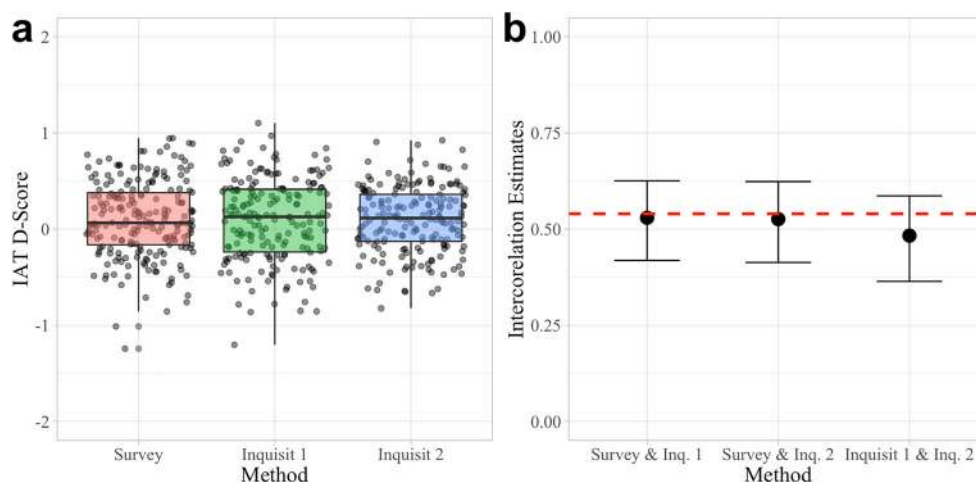 a
2
1
0
-1
-2
IAT D-Score
Survey
Inquisit 1
Inquisit 2
Method
b
1.00
0.75
0.50
0.25
0.00
Intercorelation Estimates
Survey & Inq. 1
Survey & Inq. 2
Inquisit 1 & Inq. 2
Method